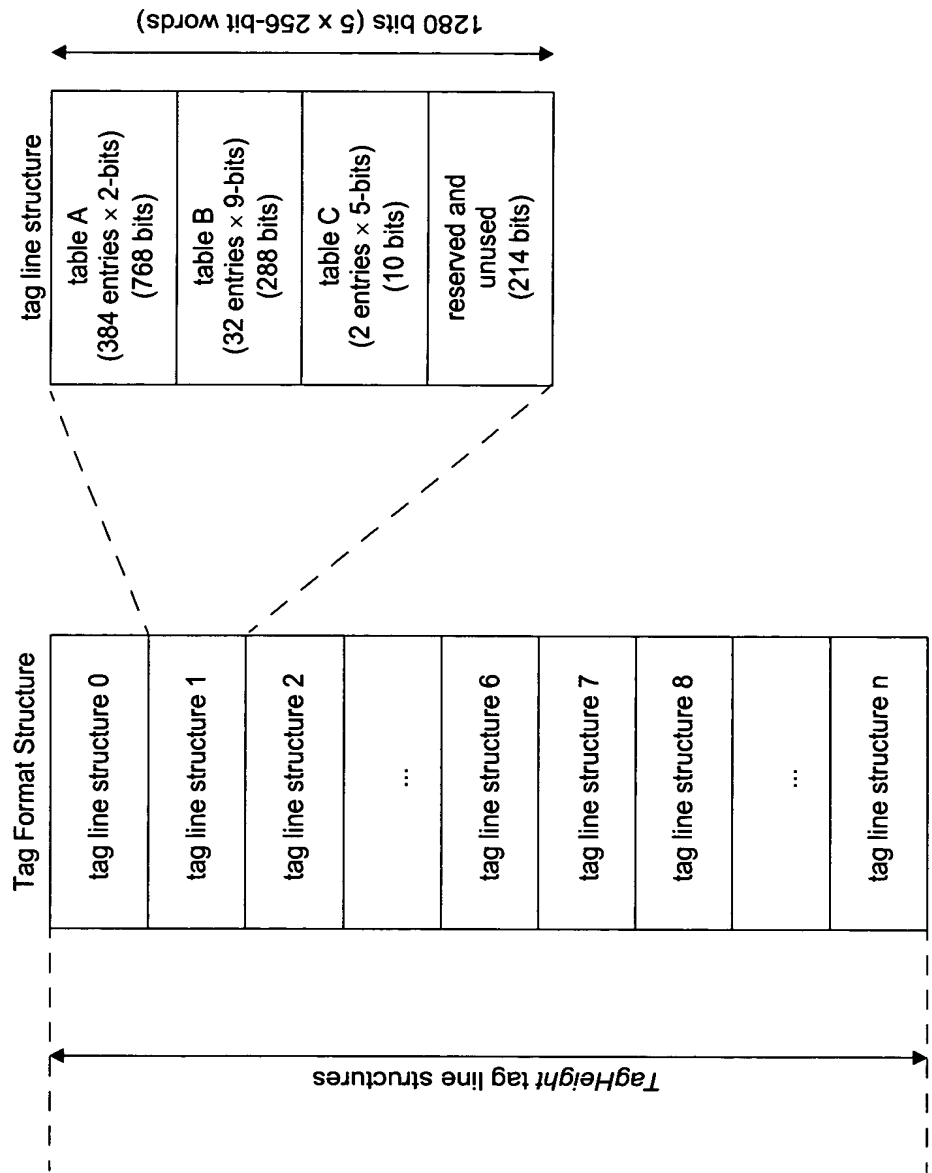 Tag Format Structure
tag line structure 0
tag line structure 1
tag line structure 2
...
tag line structure 6
tag line structure 7
tag line structure 8
...
tag line structure n
TagHeight tag line structures
tag line structure
table A
(384 entries × 2-bits)
(768 bits)
table B
(32 entries × 9-bits)
(288 bits)
table C
(2 entries × 5-bits)
(10 bits)
reserved and
unused
(214 bits)
1280 bits (5 x 256-bit words)